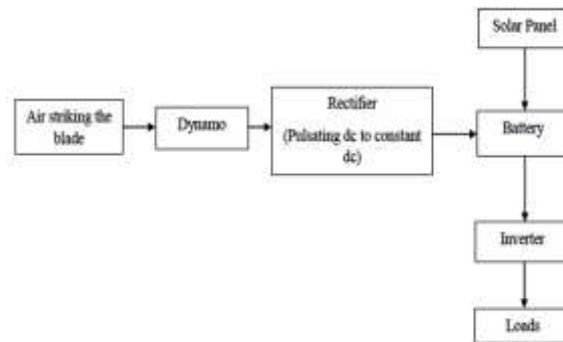 Solar Panel
Air striking the
blade
Dynamo
Rectifier
(Pulsating dc to constant
dc)
Battery
Inverter
Loads